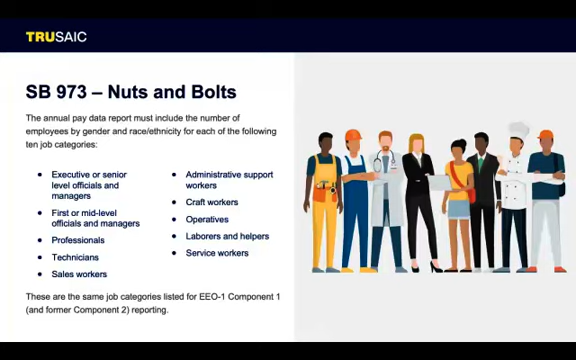 TRUSAIC
SB 973 – Nuts and Bolts
The annual pay data report must include the number of
employees by gender and race/ethnicity for each of the following
ten job categories:
● Executive or senior
level officials and
managers
● First or mid-level
officials and managers
● Professionals
● Technicians
● Sales workers
● Administrative support
workers
● Craft workers
● Operatives
● Laborers and helpers
● Service workers
These are the same job categories listed for EEO-1 Component 1
(and former Component 2) reporting.